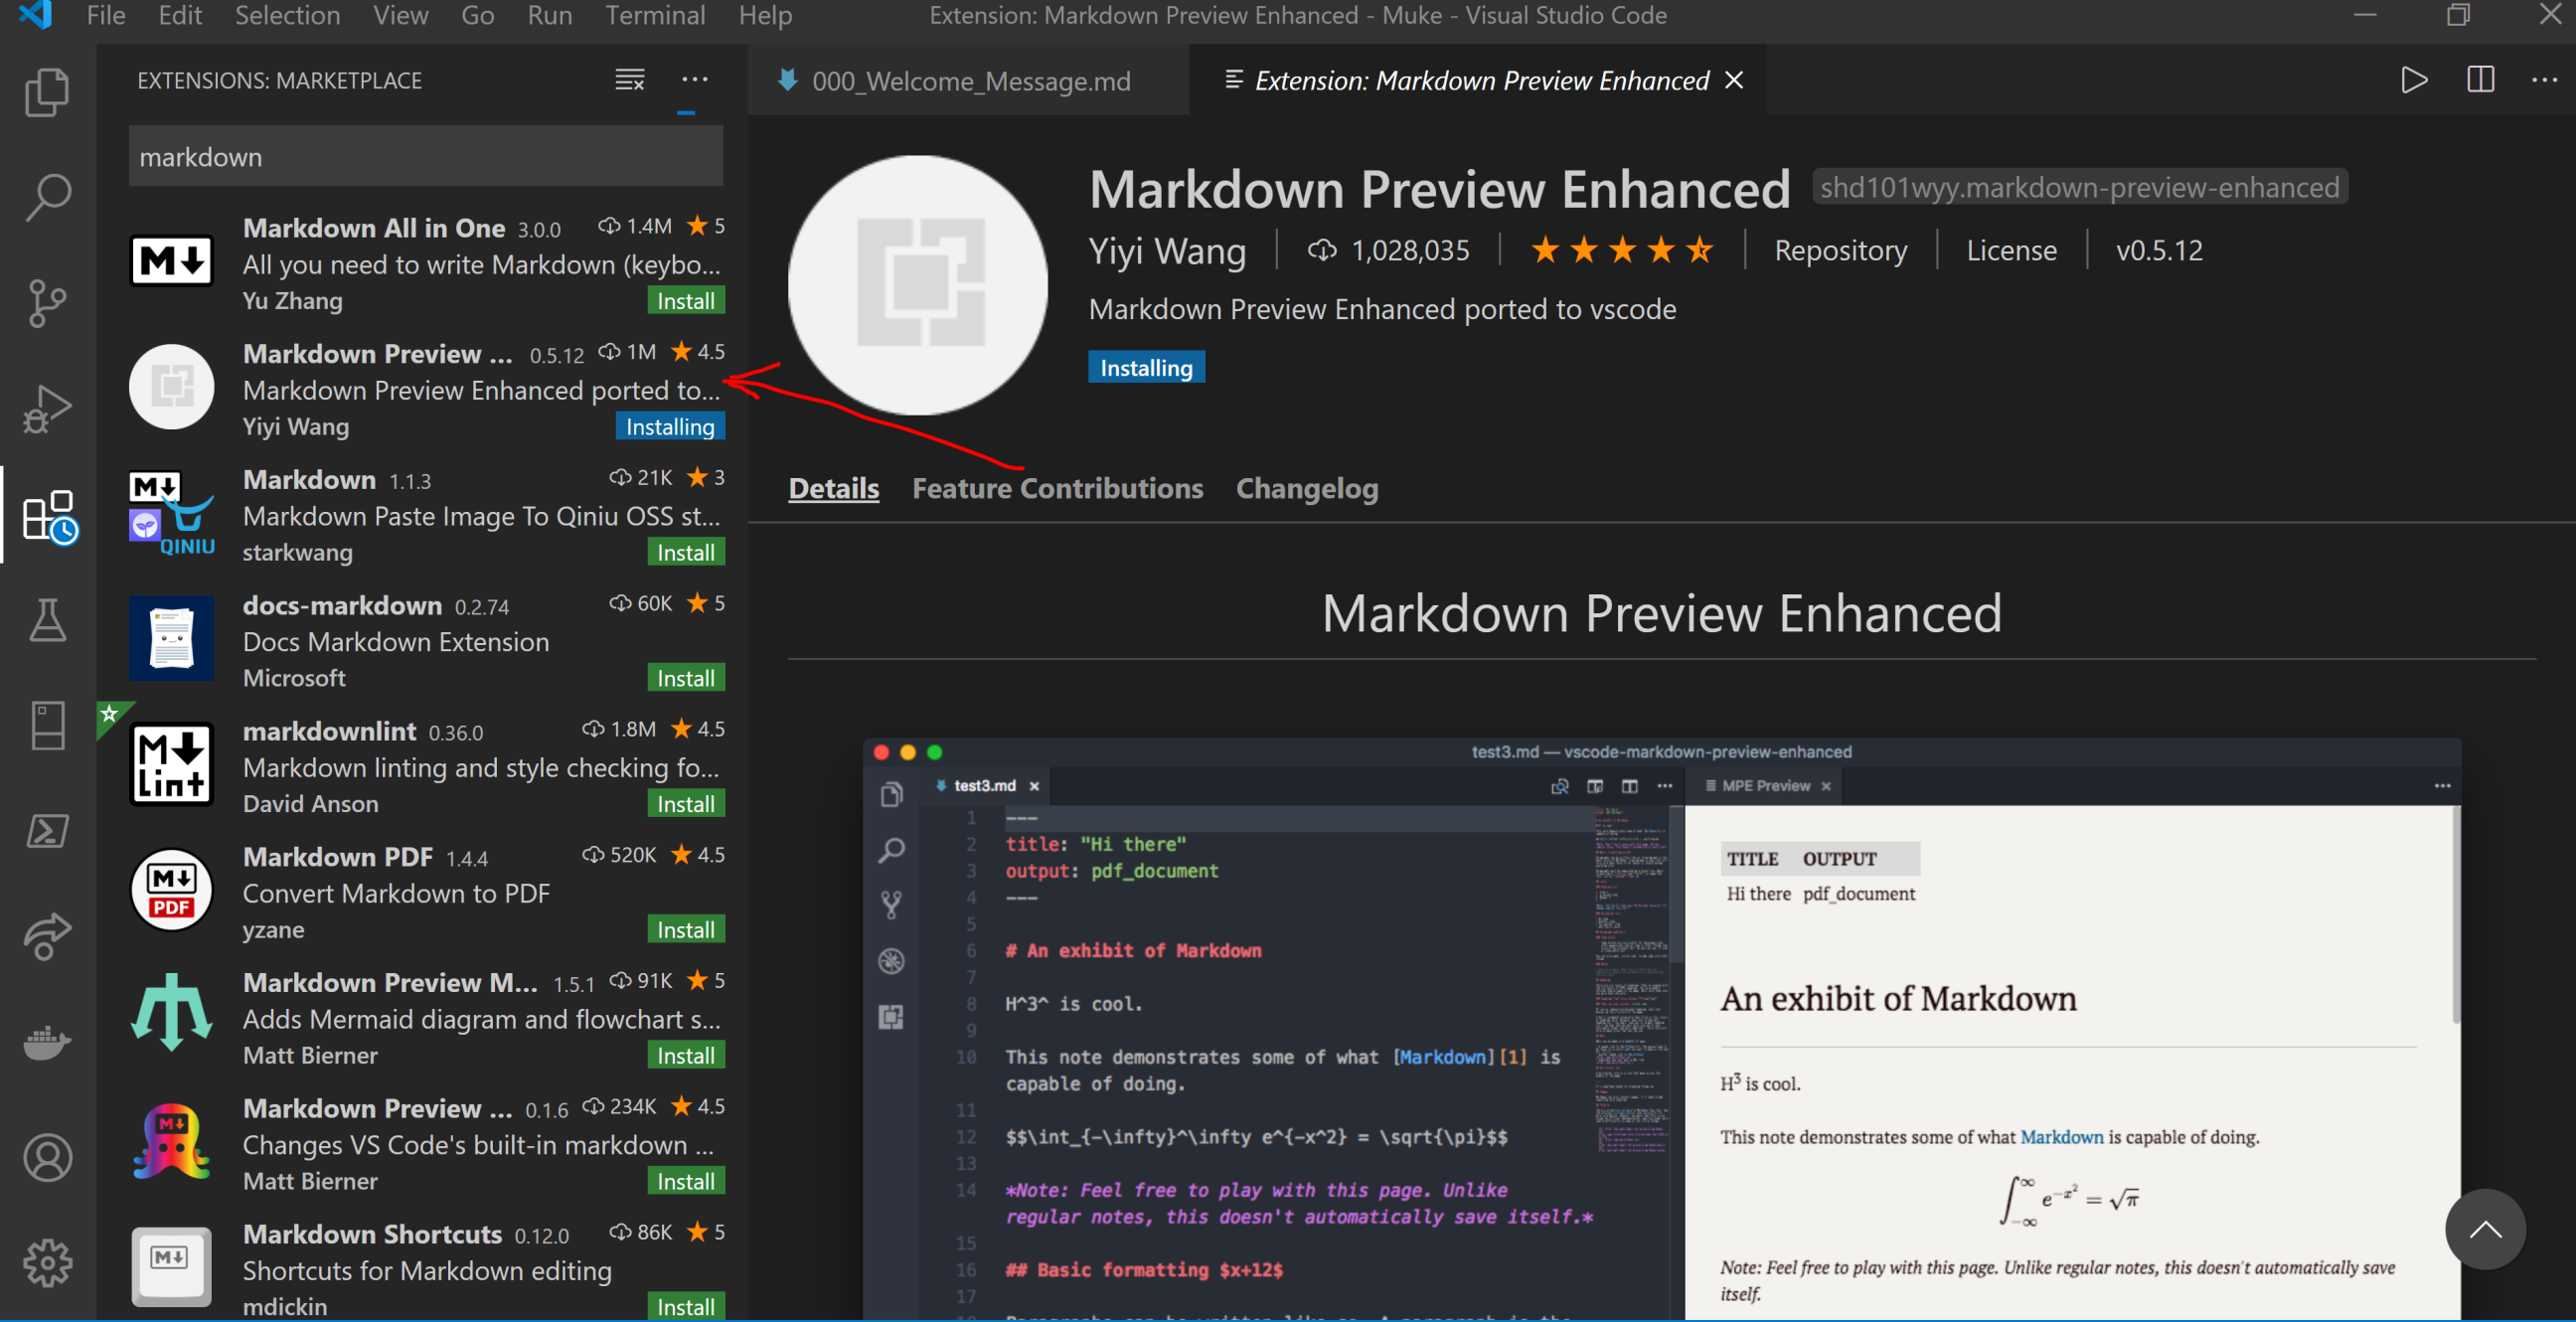 File Edit Selection View Go Run Terminal Help Extension: Markdown Preview Enhanced - Muke - Visual Studio Code
EXTENSIONS: MARKETPLACE
markdown
Markdown All in One 3.0.0 1.4M ★ 5
All you need to write Markdown (keybo...
Yu Zhang Install
Markdown Preview ... 0.5.12 1M ★ 4.5
Markdown Preview Enhanced ported to...
Yiyi Wang Installing
M↓ QINIU
Markdown 1.1.3 21K ★ 3
Markdown Paste Image To Qiniu OSS st...
starkwang Install
docs-markdown 0.2.74 60K ★ 5
Docs Markdown Extension
Microsoft Install
M↓ lint
markdownlint 0.36.0 1.8M ★ 4.5
Markdown linting and style checking fo...
David Anson Install
M↓ PDF
Markdown PDF 1.4.4 520K ★ 4.5
Convert Markdown to PDF
yzane Install
Markdown Preview M... 1.5.1 91K ★ 5
Adds Mermaid diagram and flowchart s...
Matt Bierner Install
Markdown Preview ... 0.1.6 234K ★ 4.5
Changes VS Code's built-in markdown ...
Matt Bierner Install
Markdown Shortcuts 0.12.0 86K ★ 5
Shortcuts for Markdown editing
mdickin Install
000_Welcome_Message.md
Extension: Markdown Preview Enhanced
Markdown Preview Enhanced shd101wyy.markdown-preview-enhanced
Yiyi Wang 1,028,035 Repository License v0.5.12
Markdown Preview Enhanced ported to vscode
Installing
Details Feature Contributions Changelog
Markdown Preview Enhanced
test3.md — vscode-markdown-preview-enhanced
test3.md
1 ---
2 title: "Hi there"
3 output: pdf_document
4 ---
5
6 # An exhibit of Markdown
7
8 H^3^ is cool.
9
10 This note demonstrates some of what [Markdown][1] is
capable of doing.
11
12 $$\int_{-\infty}^\infty e^{-x^2} = \sqrt{\pi}$$
13
14 *Note: Feel free to play with this page. Unlike
regular notes, this doesn't automatically save itself.*
15
16 ## Basic formatting $x+12$
17
MPE Preview
TITLE OUTPUT
Hi there pdf_document
An exhibit of Markdown
H³ is cool.
This note demonstrates some of what Markdown is capable of doing.
∫_{-∞}^{∞} e^{-x²} = √π
Note: Feel free to play with this page. Unlike regular notes, this doesn't automatically save
itself.